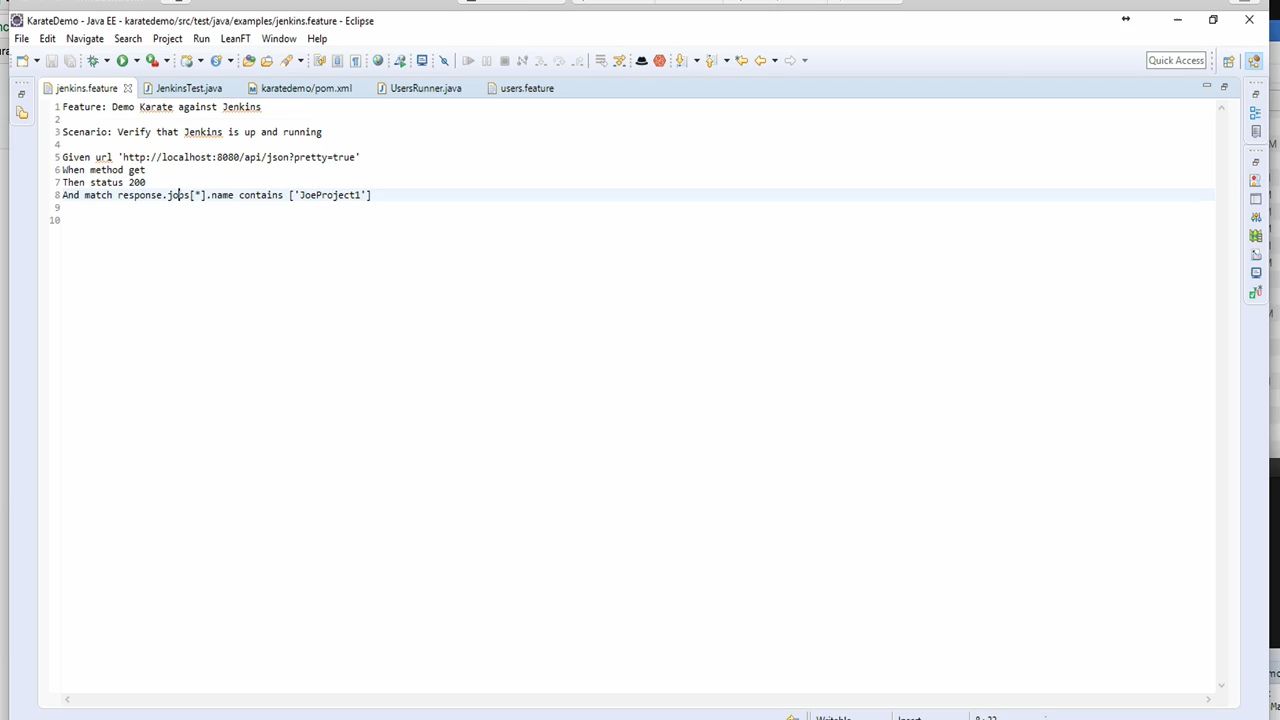 KarateDemo - Java EE - karatedemo/src/test/java/examples/jenkins.feature - Eclipse
File Edit Navigate Search Project Run LeanFT Window Help
Quick Access
jenkins.feature JenkinsTest.java karatedemo/pom.xml UsersRunner.java users.feature
1 Feature: Demo Karate against Jenkins
2
3 Scenario: Verify that Jenkins is up and running
4
5 Given url 'http://localhost:8080/api/json?pretty=true'
6 When method get
7 Then status 200
8 And match response.jobs[*].name contains ['JoeProject1']
9
10